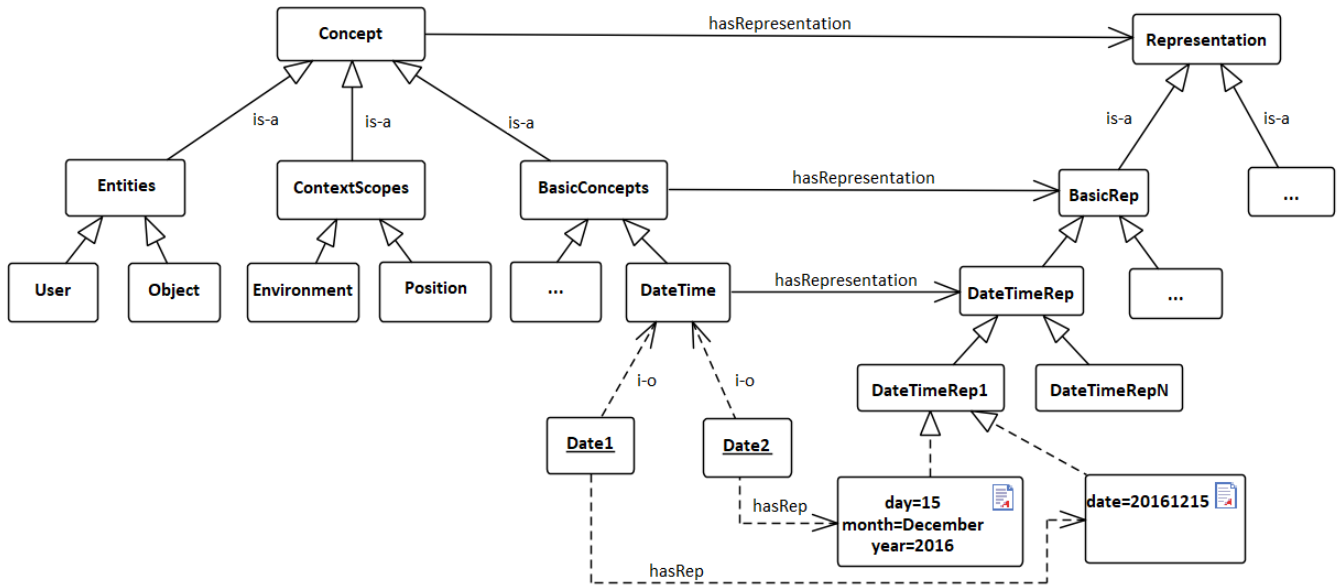 Concept
hasRepresentation
Representation
is-a
is-a
is-a
is-a
is-a
Entities
ContextScopes
BasicConcepts
hasRepresentation
BasicRep
...
User
Object
Environment
Position
...
DateTime
hasRepresentation
DateTimeRep
...
i-o
i-o
DateTimeRep1
DateTimeRepN
Date1
Date2
hasRep
day=15
month=December
year=2016
date=20161215
hasRep